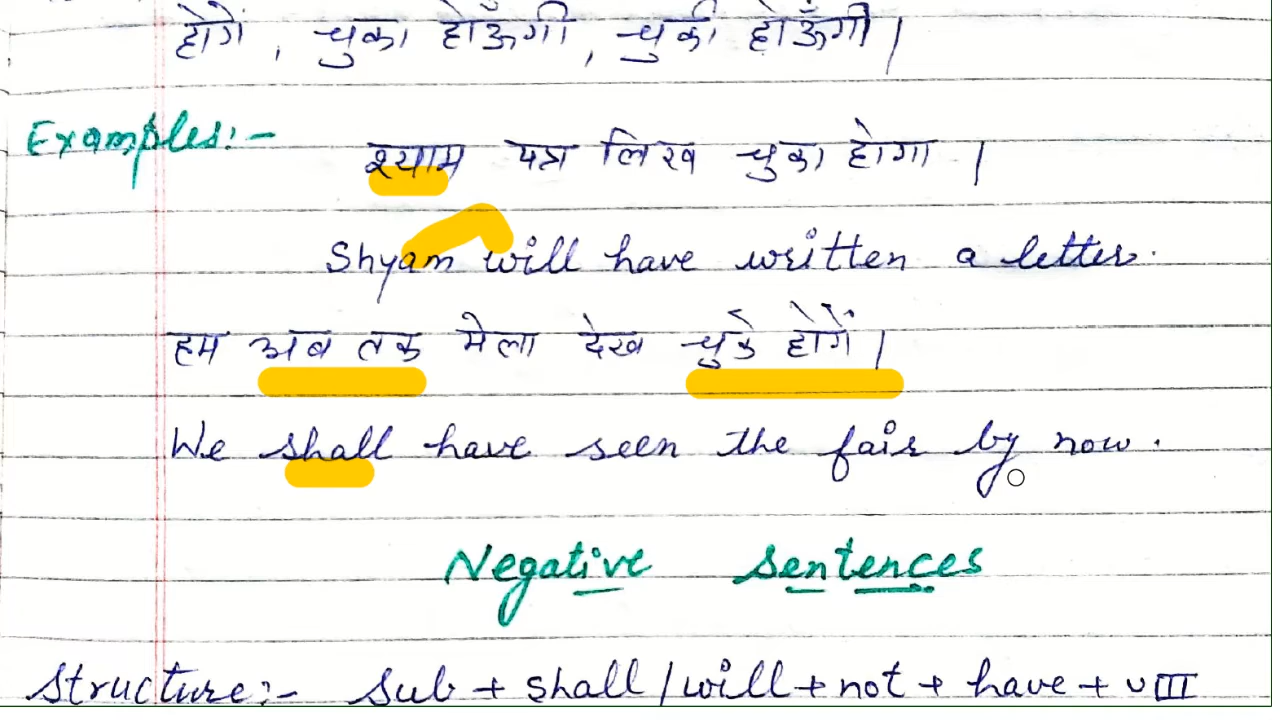 होगें, चुका होऊँगी, चुकी होऊँगी।
Examples:-
श्याम पत्र लिख चुका होगा।
Shyam will have written a letter.
हम अब तक मेला देख चुके होगें।
We shall have seen the fair by now.
Negative Sentences
Structure:- Sub + shall / will + not + have + VIII